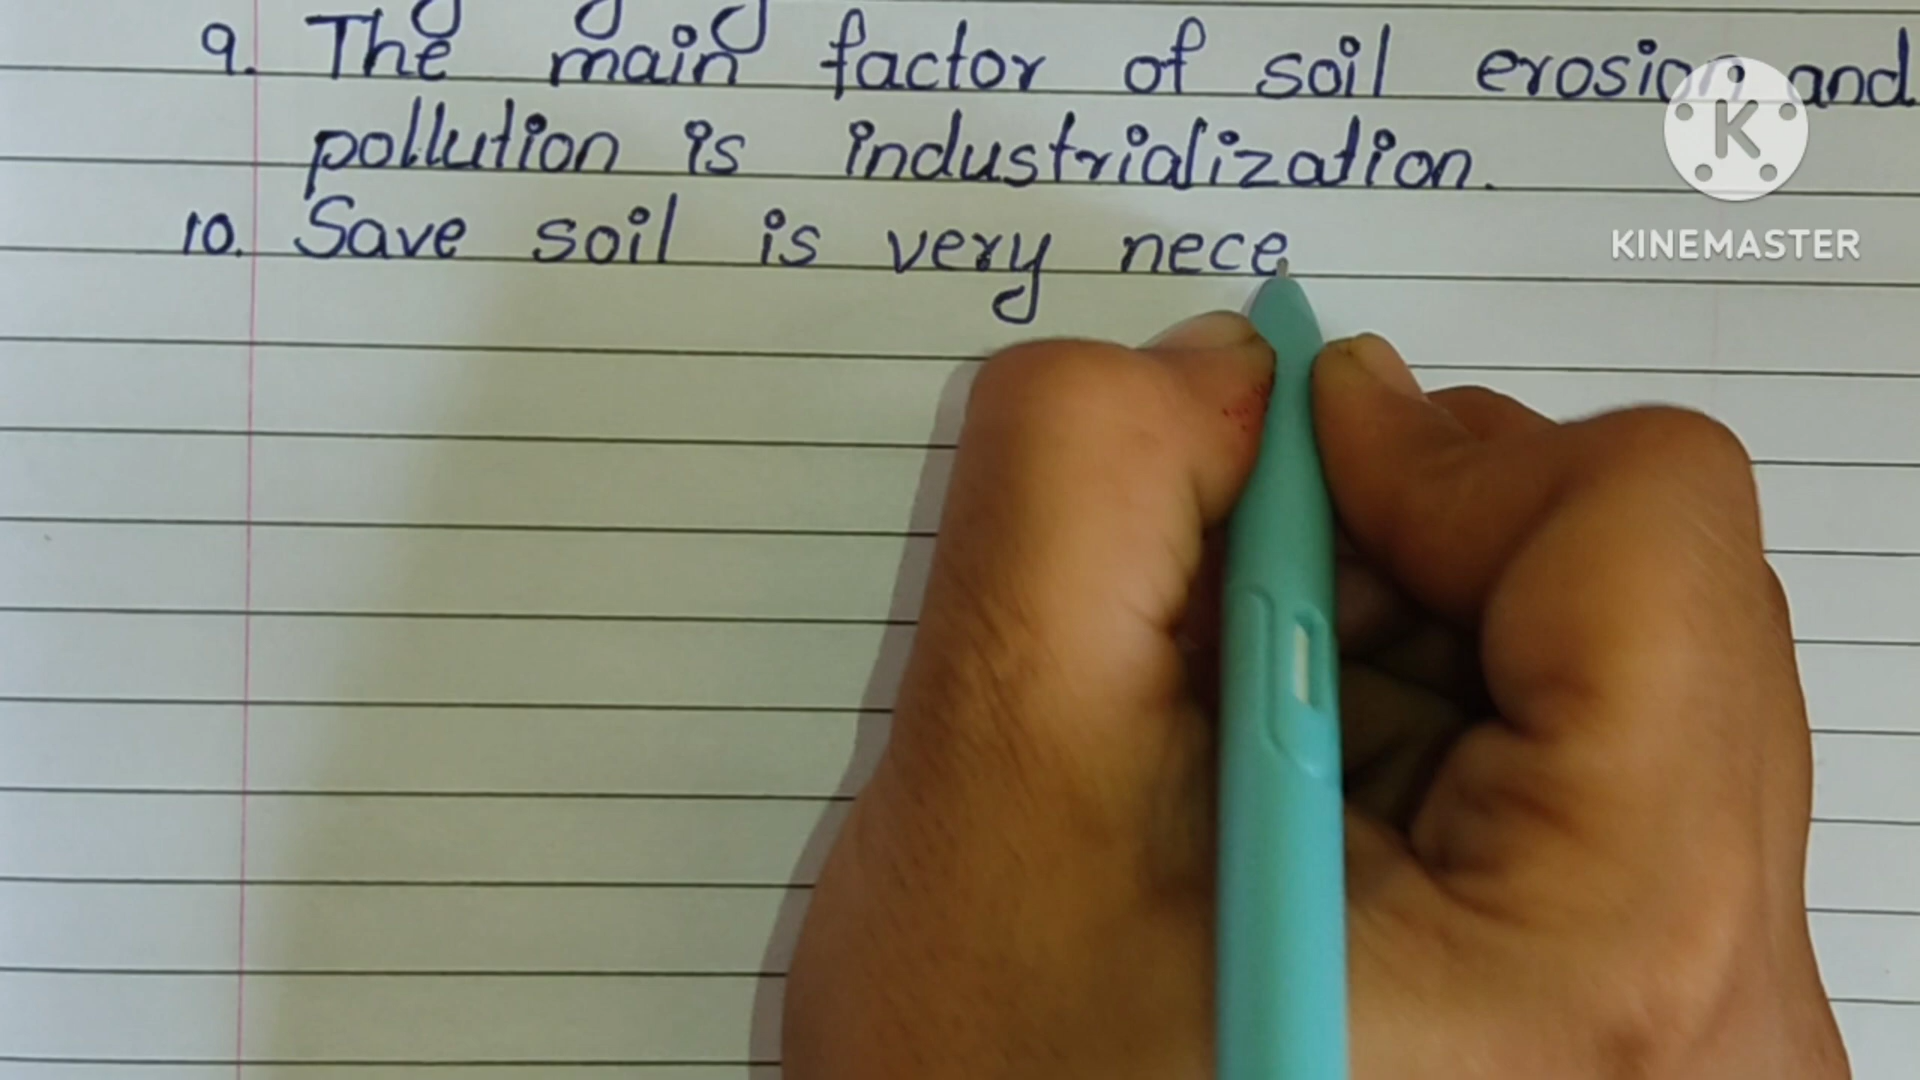 9. The main factor of soil erosion and
pollution is industrialization.
10. Save soil is very nece
K
KINEMASTER